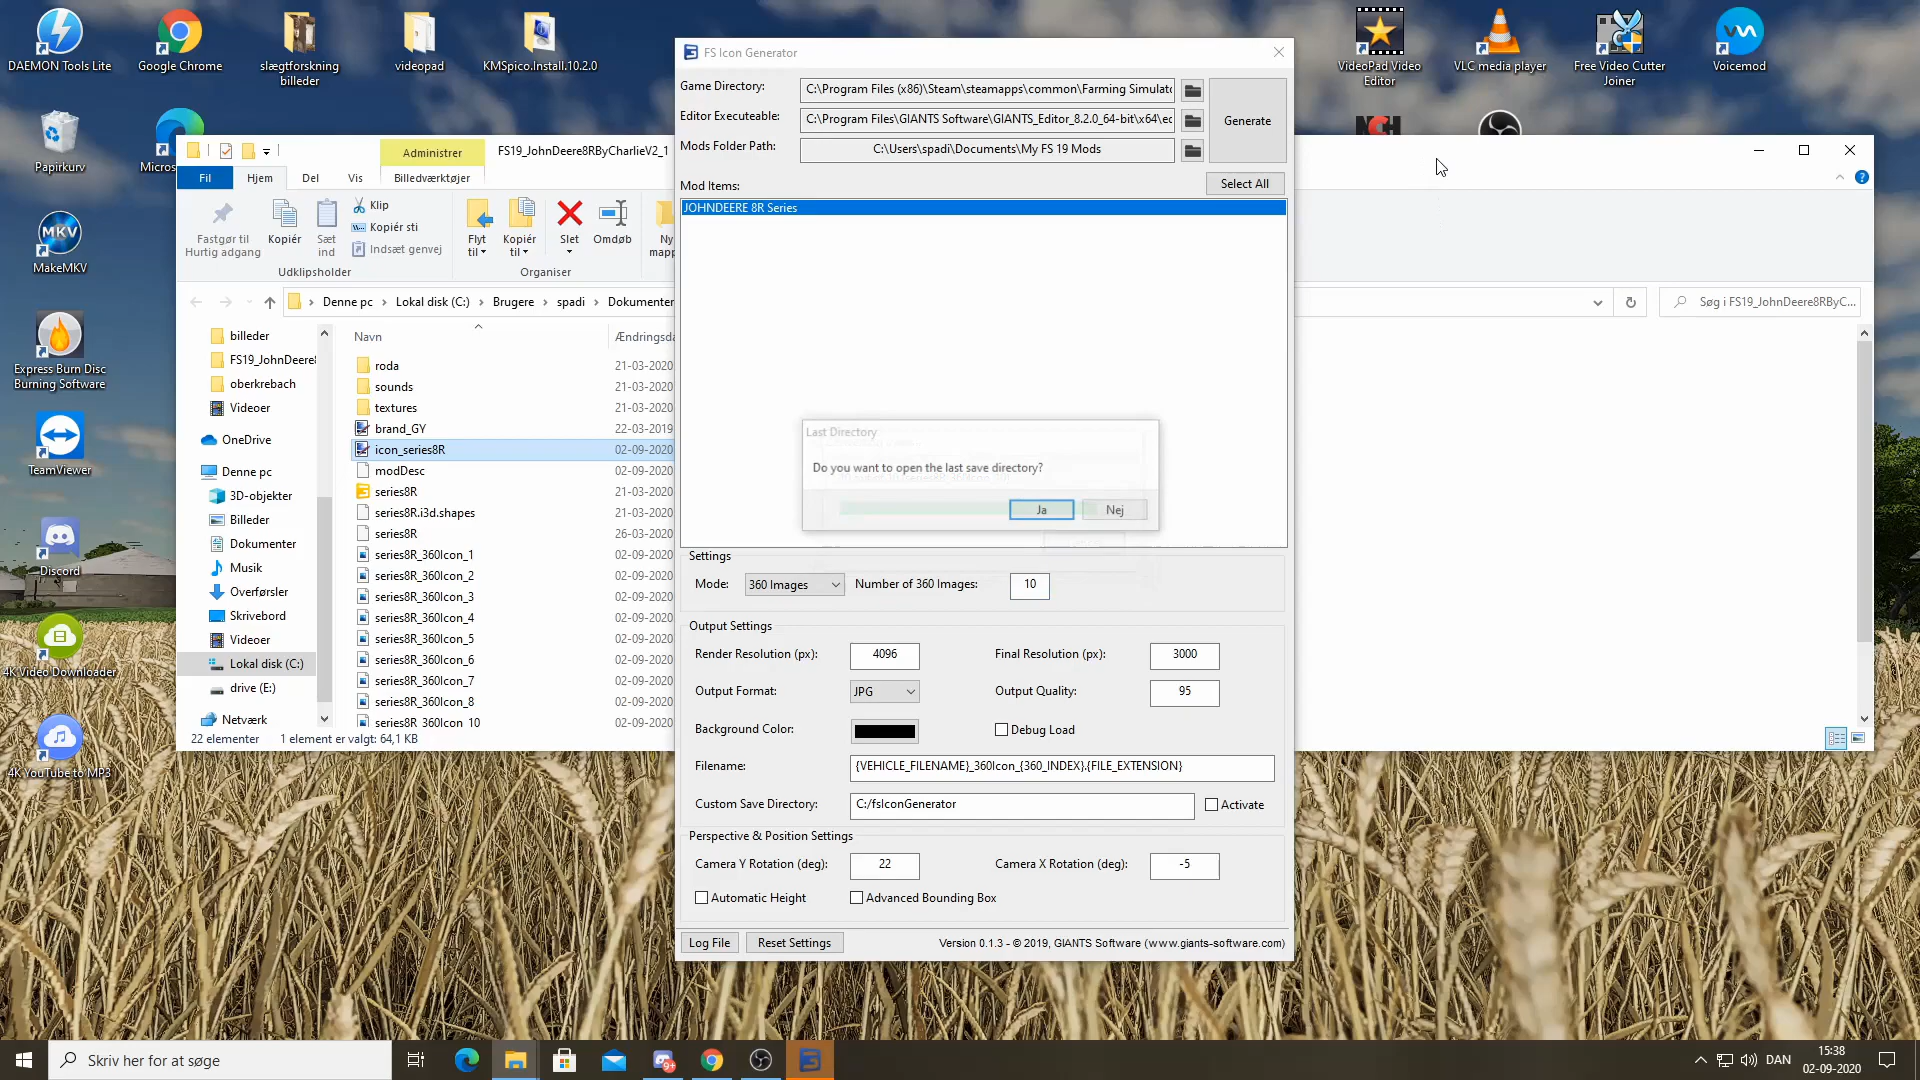 DAEMON Tools Lite
Google Chrome
slægtforskning
billeder
videopad
KMSpico.Install.10.2.0
VideoPad Video
Editor
VLC media player
Free Video Cutter
Joiner
Voicemod
Papirkurv
Micros
MakeMKV
Express Burn Disc
Burning Software
TeamViewer
Discord
4K Video Downloader
4K YouTube to MP3
Administrer
FS19_JohnDeere8RByCharlieV2_1
Fil
Hjem
Del
Vis
Billedværktøjer
Fastgør til
Hurtig adgang
Kopiér
Sæt
ind
Klip
Kopiér sti
Indsæt genvej
Udklipsholder
Flyt
til
Kopiér
til
Slet
Omdøb
Organiser
Ny
mapp
Denne pc
Lokal disk (C:)
Brugere
spadi
Dokumenter
Søg i FS19_JohnDeere8RByC...
billeder
FS19_JohnDeere8
oberkrebach
Videoer
OneDrive
Denne pc
3D-objekter
Billeder
Dokumenter
Musik
Overførsler
Skrivebord
Videoer
Lokal disk (C:)
drive (E:)
Netværk
Navn
Ændringsda
roda 21-03-2020
sounds 21-03-2020
textures 21-03-2020
brand_GY 22-03-2019
icon_series8R 02-09-2020
modDesc 02-09-2020
series8R 21-03-2020
series8R.i3d.shapes 21-03-2020
series8R 26-03-2020
series8R_360Icon_1 02-09-2020
series8R_360Icon_2 02-09-2020
series8R_360Icon_3 02-09-2020
series8R_360Icon_4 02-09-2020
series8R_360Icon_5 02-09-2020
series8R_360Icon_6 02-09-2020
series8R_360Icon_7 02-09-2020
series8R_360Icon_8 02-09-2020
series8R_360Icon_10 02-09-2020
22 elementer
1 element er valgt: 64,1 KB
FS Icon Generator
Game Directory:
C:\Program Files (x86)\Steam\steamapps\common\Farming Simulato
Editor Executeable:
C:\Program Files\GIANTS Software\GIANTS_Editor_8.2.0_64-bit\x64\ec
Mods Folder Path:
C:\Users\spadi\Documents\My FS 19 Mods
Generate
Mod Items:
Select All
JOHNDEERE 8R Series
Last Directory
Do you want to open the last save directory?
Ja
Nej
Settings
Mode:
360 Images
Number of 360 Images:
10
Output Settings
Render Resolution (px):
4096
Final Resolution (px):
3000
Output Format:
JPG
Output Quality:
95
Background Color:
Debug Load
Filename:
{VEHICLE_FILENAME}_360Icon_{360_INDEX}.{FILE_EXTENSION}
Custom Save Directory:
C:/fsIconGenerator
Activate
Perspective & Position Settings
Camera Y Rotation (deg):
22
Camera X Rotation (deg):
-5
Automatic Height
Advanced Bounding Box
Log File
Reset Settings
Version 0.1.3 - © 2019, GIANTS Software (www.giants-software.com)
Skriv her for at søge
9+
DAN
15:38
02-09-2020